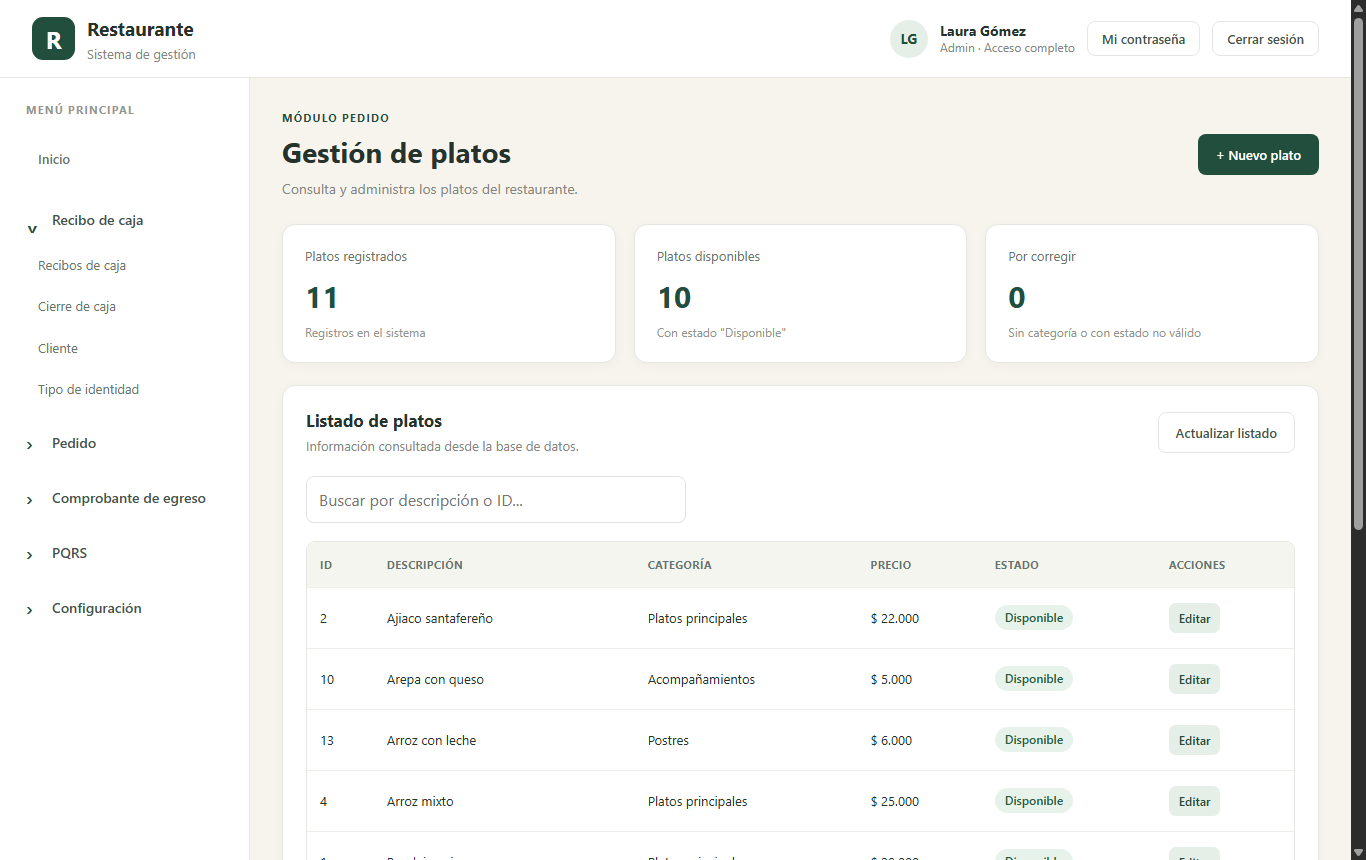 R
Restaurante
Sistema de gestión
LG
Laura Gómez
Admin · Acceso completo
Mi contraseña
Cerrar sesión
MENÚ PRINCIPAL
Inicio
v Recibo de caja
Recibos de caja
Cierre de caja
Cliente
Tipo de identidad
› Pedido
› Comprobante de egreso
› PQRS
› Configuración
MÓDULO PEDIDO
Gestión de platos
Consulta y administra los platos del restaurante.
+ Nuevo plato
Platos registrados
11
Registros en el sistema
Platos disponibles
10
Con estado "Disponible"
Por corregir
0
Sin categoría o con estado no válido
Listado de platos
Información consultada desde la base de datos.
Actualizar listado
Buscar por descripción o ID...
ID DESCRIPCIÓN CATEGORÍA PRECIO ESTADO ACCIONES
2 Ajiaco santafereño Platos principales $ 22.000 Disponible Editar
10 Arepa con queso Acompañamientos $ 5.000 Disponible Editar
13 Arroz con leche Postres $ 6.000 Disponible Editar
4 Arroz mixto Platos principales $ 25.000 Disponible Editar